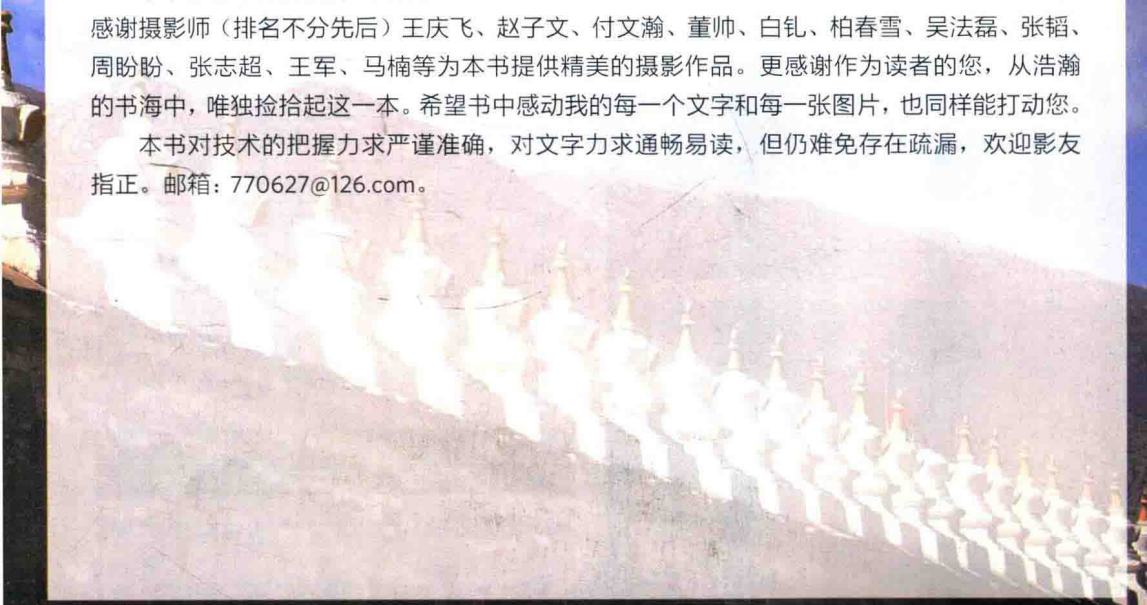 感谢摄影师（排名不分先后）王庆飞、赵子文、付文瀚、董帅、白钆、柏春雪、吴法磊、张韬、
周盼盼、张志超、王军、马楠等为本书提供精美的摄影作品。更感谢作为读者的您，从浩瀚
的书海中，唯独捡拾起这一本。希望书中感动我的每一个文字和每一张图片，也同样能打动您。
本书对技术的把握力求严谨准确，对文字力求通畅易读，但仍难免存在疏漏，欢迎影友
指正。邮箱：770627@126.com。